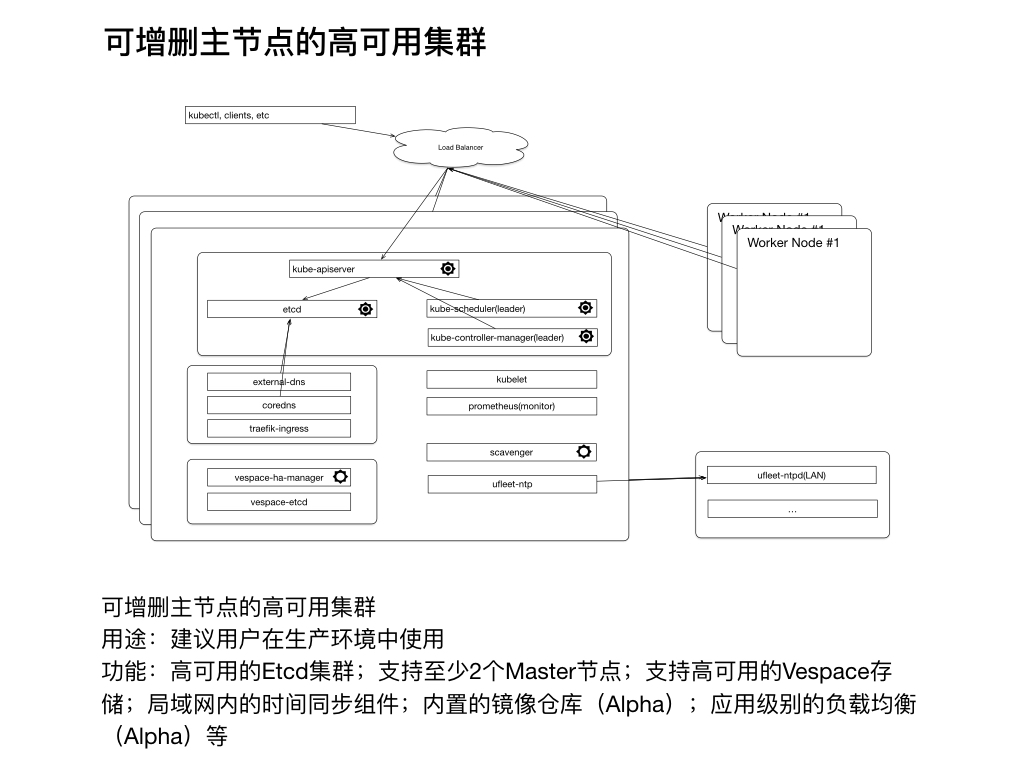 可增删主节点的高可用集群
kubectl, clients, etc
Load Balancer
Worker Node #1
Worker Node #1
Worker Node #1
kube-apiserver
etcd
kube-scheduler(leader)
kube-controller-manager(leader)
external-dns
coredns
traefik-ingress
kubelet
prometheus(monitor)
scavenger
ufleet-ntp
vespace-ha-manager
vespace-etcd
ufleet-ntpd(LAN)
...
可增删主节点的高可用集群
用途：建议用户在生产环境中使用
功能：高可用的Etcd集群；支持至少2个Master节点；支持高可用的Vespace存
储；局域网内的时间同步组件；内置的镜像仓库（Alpha）；应用级别的负载均衡
（Alpha）等